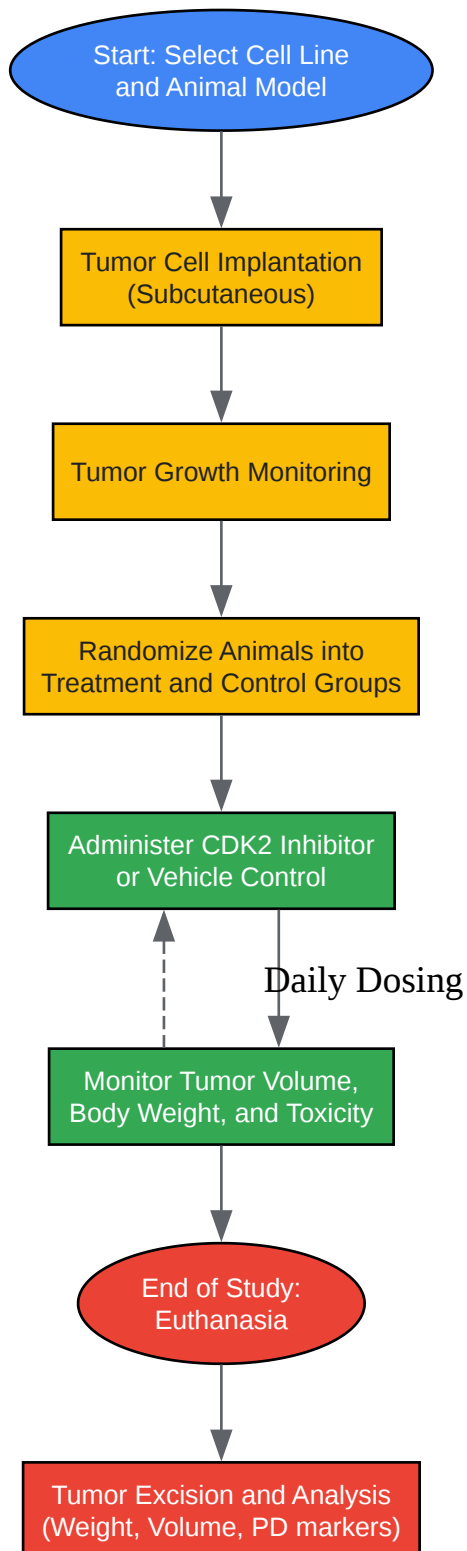 Start: Select Cell Line
and Animal Model
Tumor Cell Implantation
(Subcutaneous)
Tumor Growth Monitoring
Randomize Animals into
Treatment and Control Groups
Administer CDK2 Inhibitor
or Vehicle Control
Daily Dosing
Monitor Tumor Volume,
Body Weight, and Toxicity
End of Study:
Euthanasia
Tumor Excision and Analysis
(Weight, Volume, PD markers)